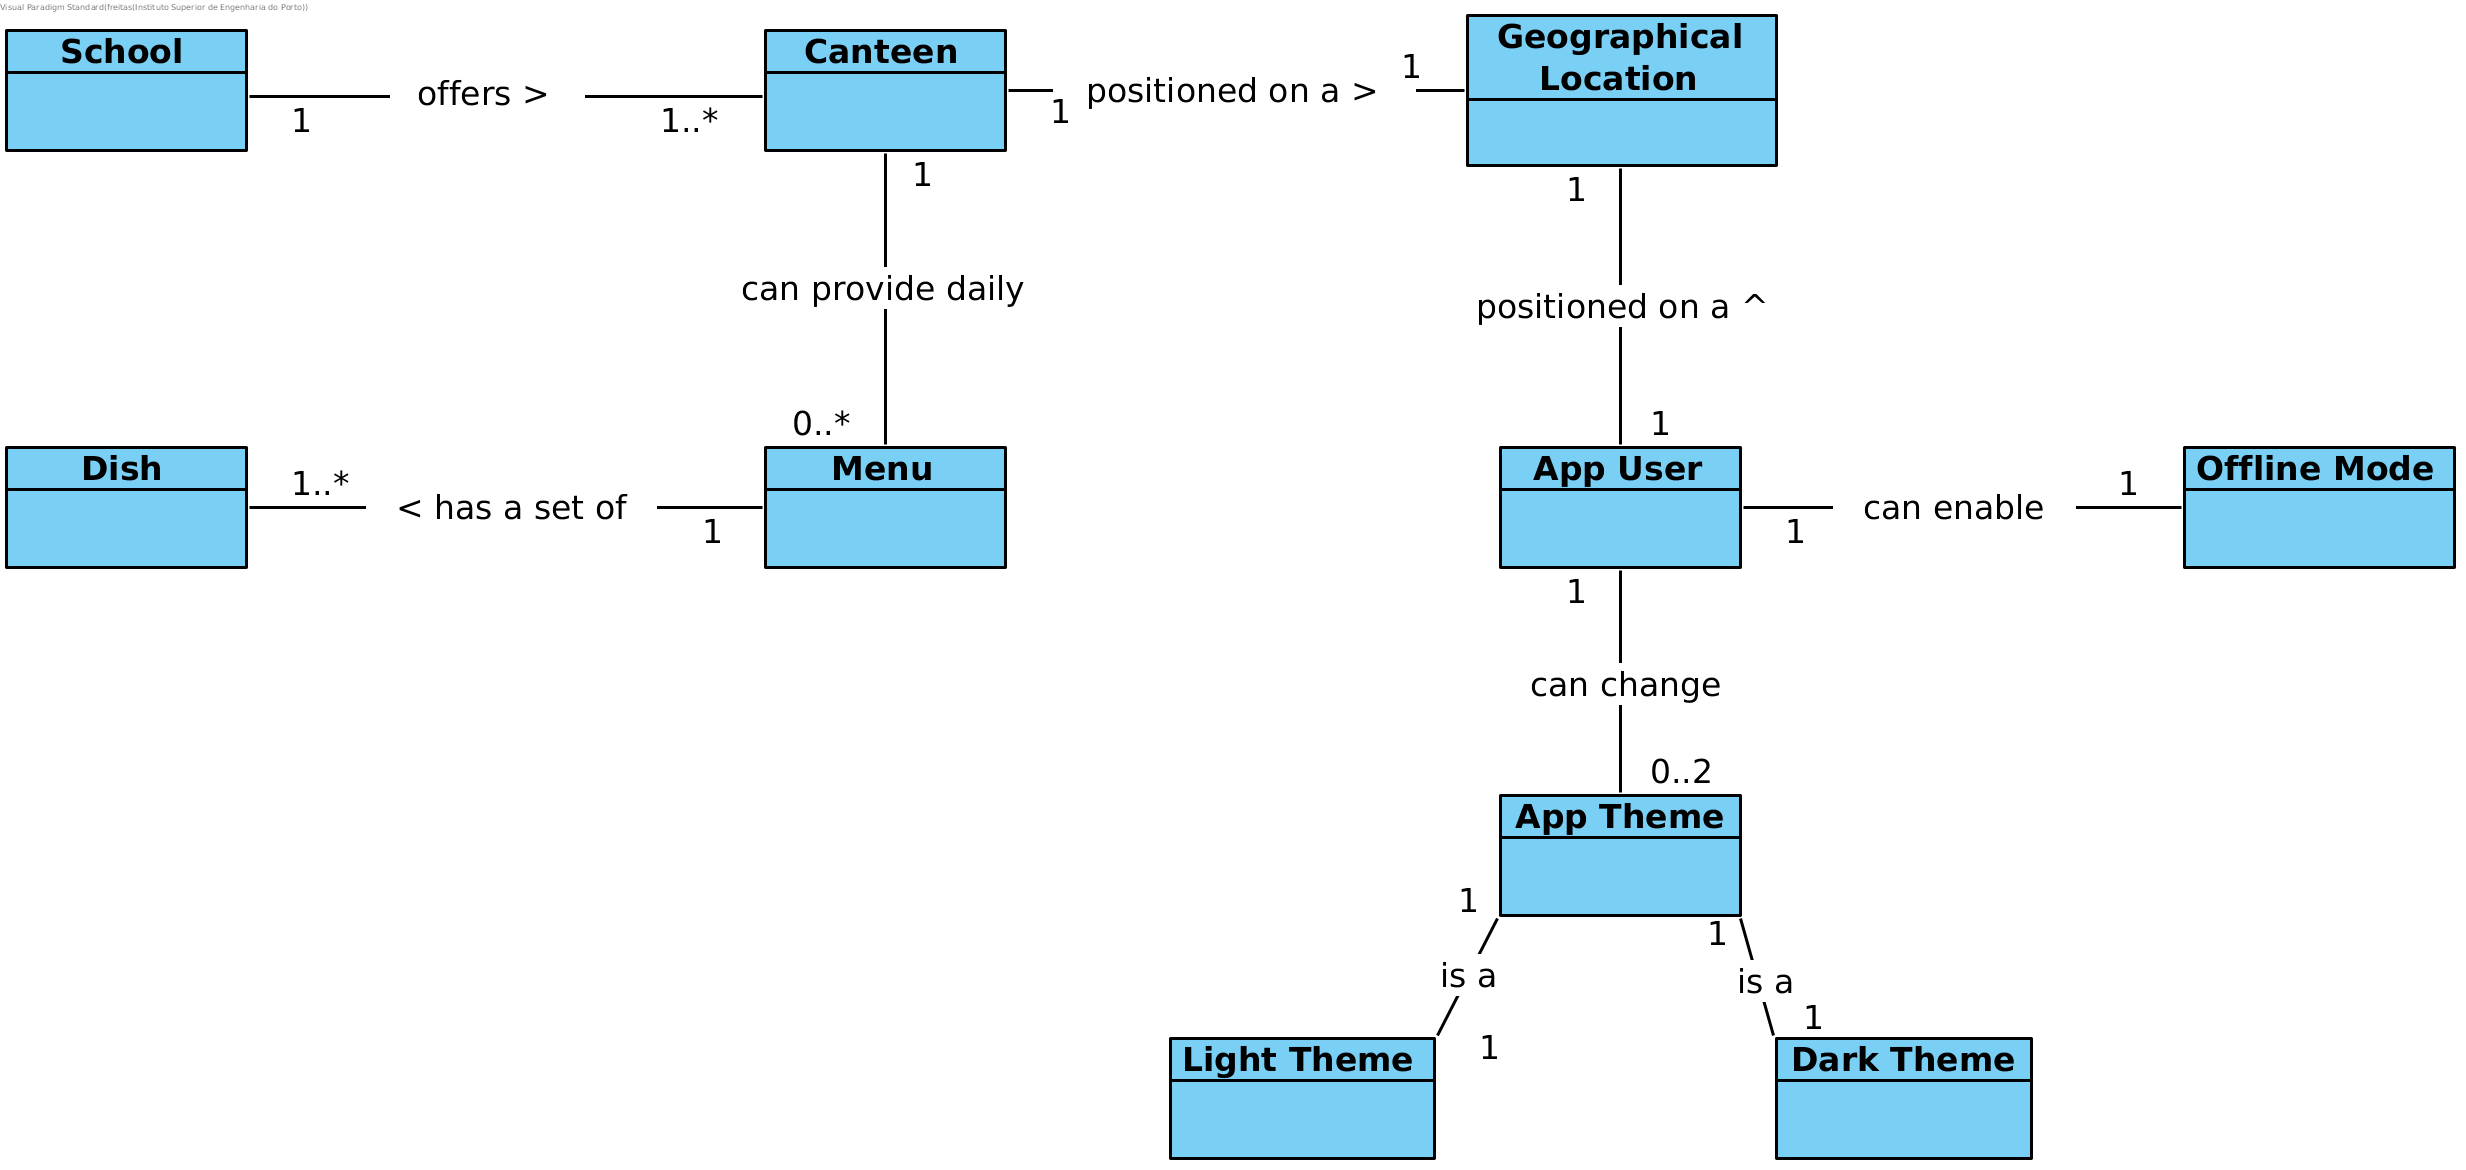 Visual Paradigm Standard(freitas(Instituto Superior de Engenharia do Porto))
School
1
offers >
1..*
Canteen
1
positioned on a >
1
Geographical
Location
1
can provide daily
0..*
1
positioned on a ^
1
Dish
1..*
< has a set of
1
Menu
App User
1
can enable
1
Offline Mode
1
can change
0..2
App Theme
1
is a
1
1
is a
1
Light Theme
Dark Theme